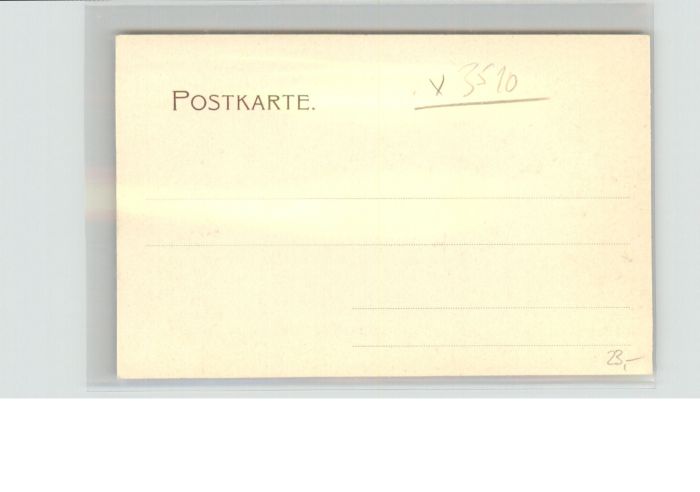 POSTKARTE.
x 3510
23,-